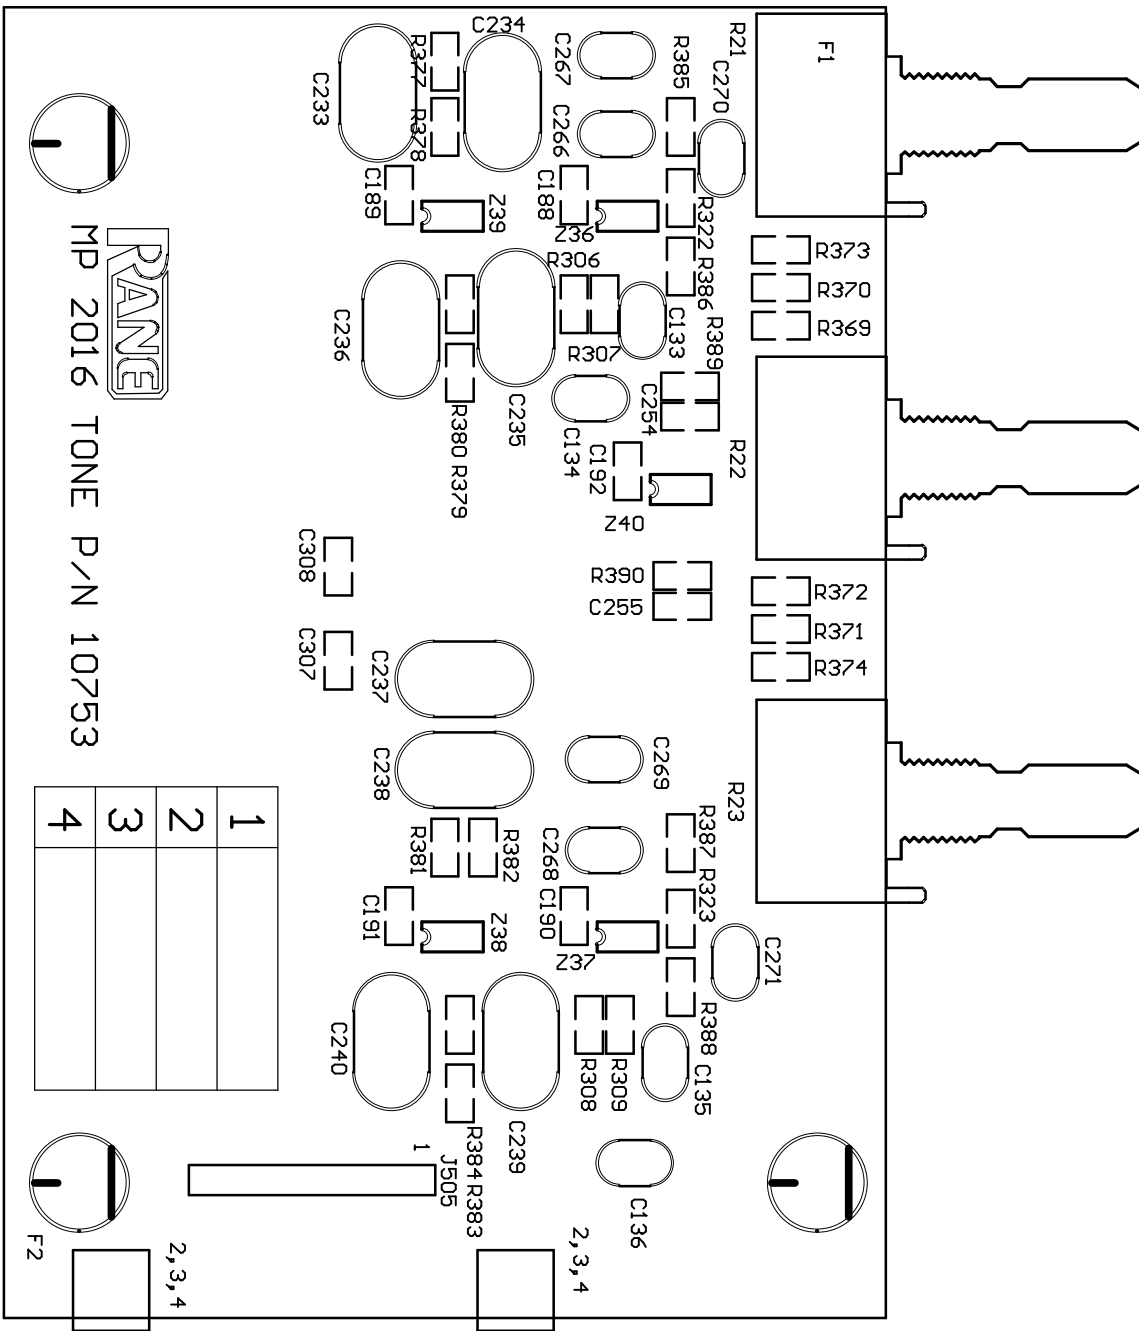 C234
R377
C233
R378
C267
C266
R385
R21
C270
F1
C189
Z39
C188
Z36
R322
R386
R306
R307
C133
R389
R373
R370
R369
C236
C235
R380
R379
C134
C254
C192
Z40
R22
RANE
MP 2016 TONE P/N 10753
C308
C307
R390
C255
R372
R371
R374
C237
C238
C269
C268
R23
R381
R382
R387
R323
C191
Z38
C190
Z37
C271
R388
C240
C239
R308
R309
C135
C136
1
2
3
4
1
J505
R384
R383
F2
2,3,4
2,3,4